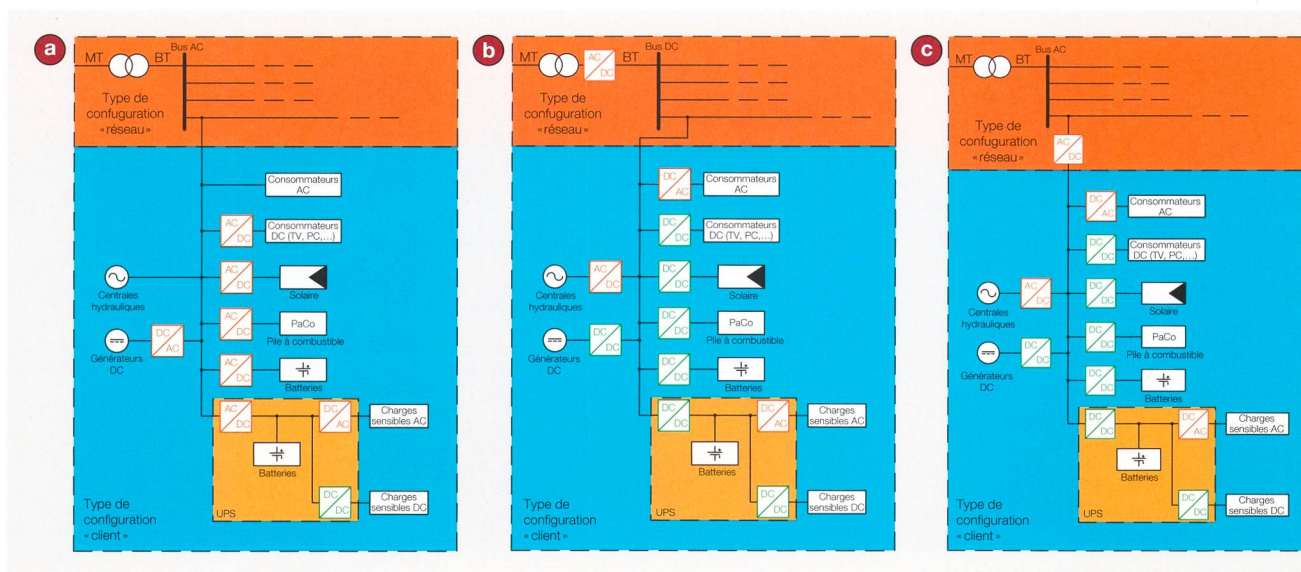 a
MT
BT
Bus AC
Type de
confuguration
«réseau»
Consommateurs
AC
AC
DC
Consommateurs
DC (TV, PC,...)
Centrales
hydrauliques
AC
DC
Solaire
Générateurs
DC
DC
AC
AC
DC
PaCo
Pile à combustible
AC
DC
Batteries
AC
DC
DC
AC
Charges
sensibles AC
Batteries
DC
DC
Charges
sensibles DC
UPS
Type de
configuration
«client»
b
MT
AC
DC
BT
Bus DC
Type de
confuguration
«réseau»
DC
AC
Consommateurs
AC
DC
DC
Consommateurs
DC (TV, PC,...)
Centrales
hydrauliques
AC
DC
DC
DC
Solaire
Générateurs
DC
DC
DC
DC
DC
PaCo
Pile à combustible
DC
DC
Batteries
DC
DC
DC
AC
Charges
sensibles AC
Batteries
DC
DC
Charges
sensibles DC
UPS
Type de
configuration
«client»
c
MT
BT
Bus AC
Type de
confuguration
«réseau»
AC
DC
DC
AC
Consommateurs
AC
DC
DC
Consommateurs
DC (TV, PC,...)
Centrales
hydrauliques
AC
DC
DC
DC
Solaire
Générateurs
DC
DC
DC
DC
DC
PaCo
Pile à combustible
DC
DC
Batteries
DC
DC
DC
AC
Charges
sensibles AC
Batteries
DC
DC
Charges
sensibles DC
UPS
Type de
configuration
«client»